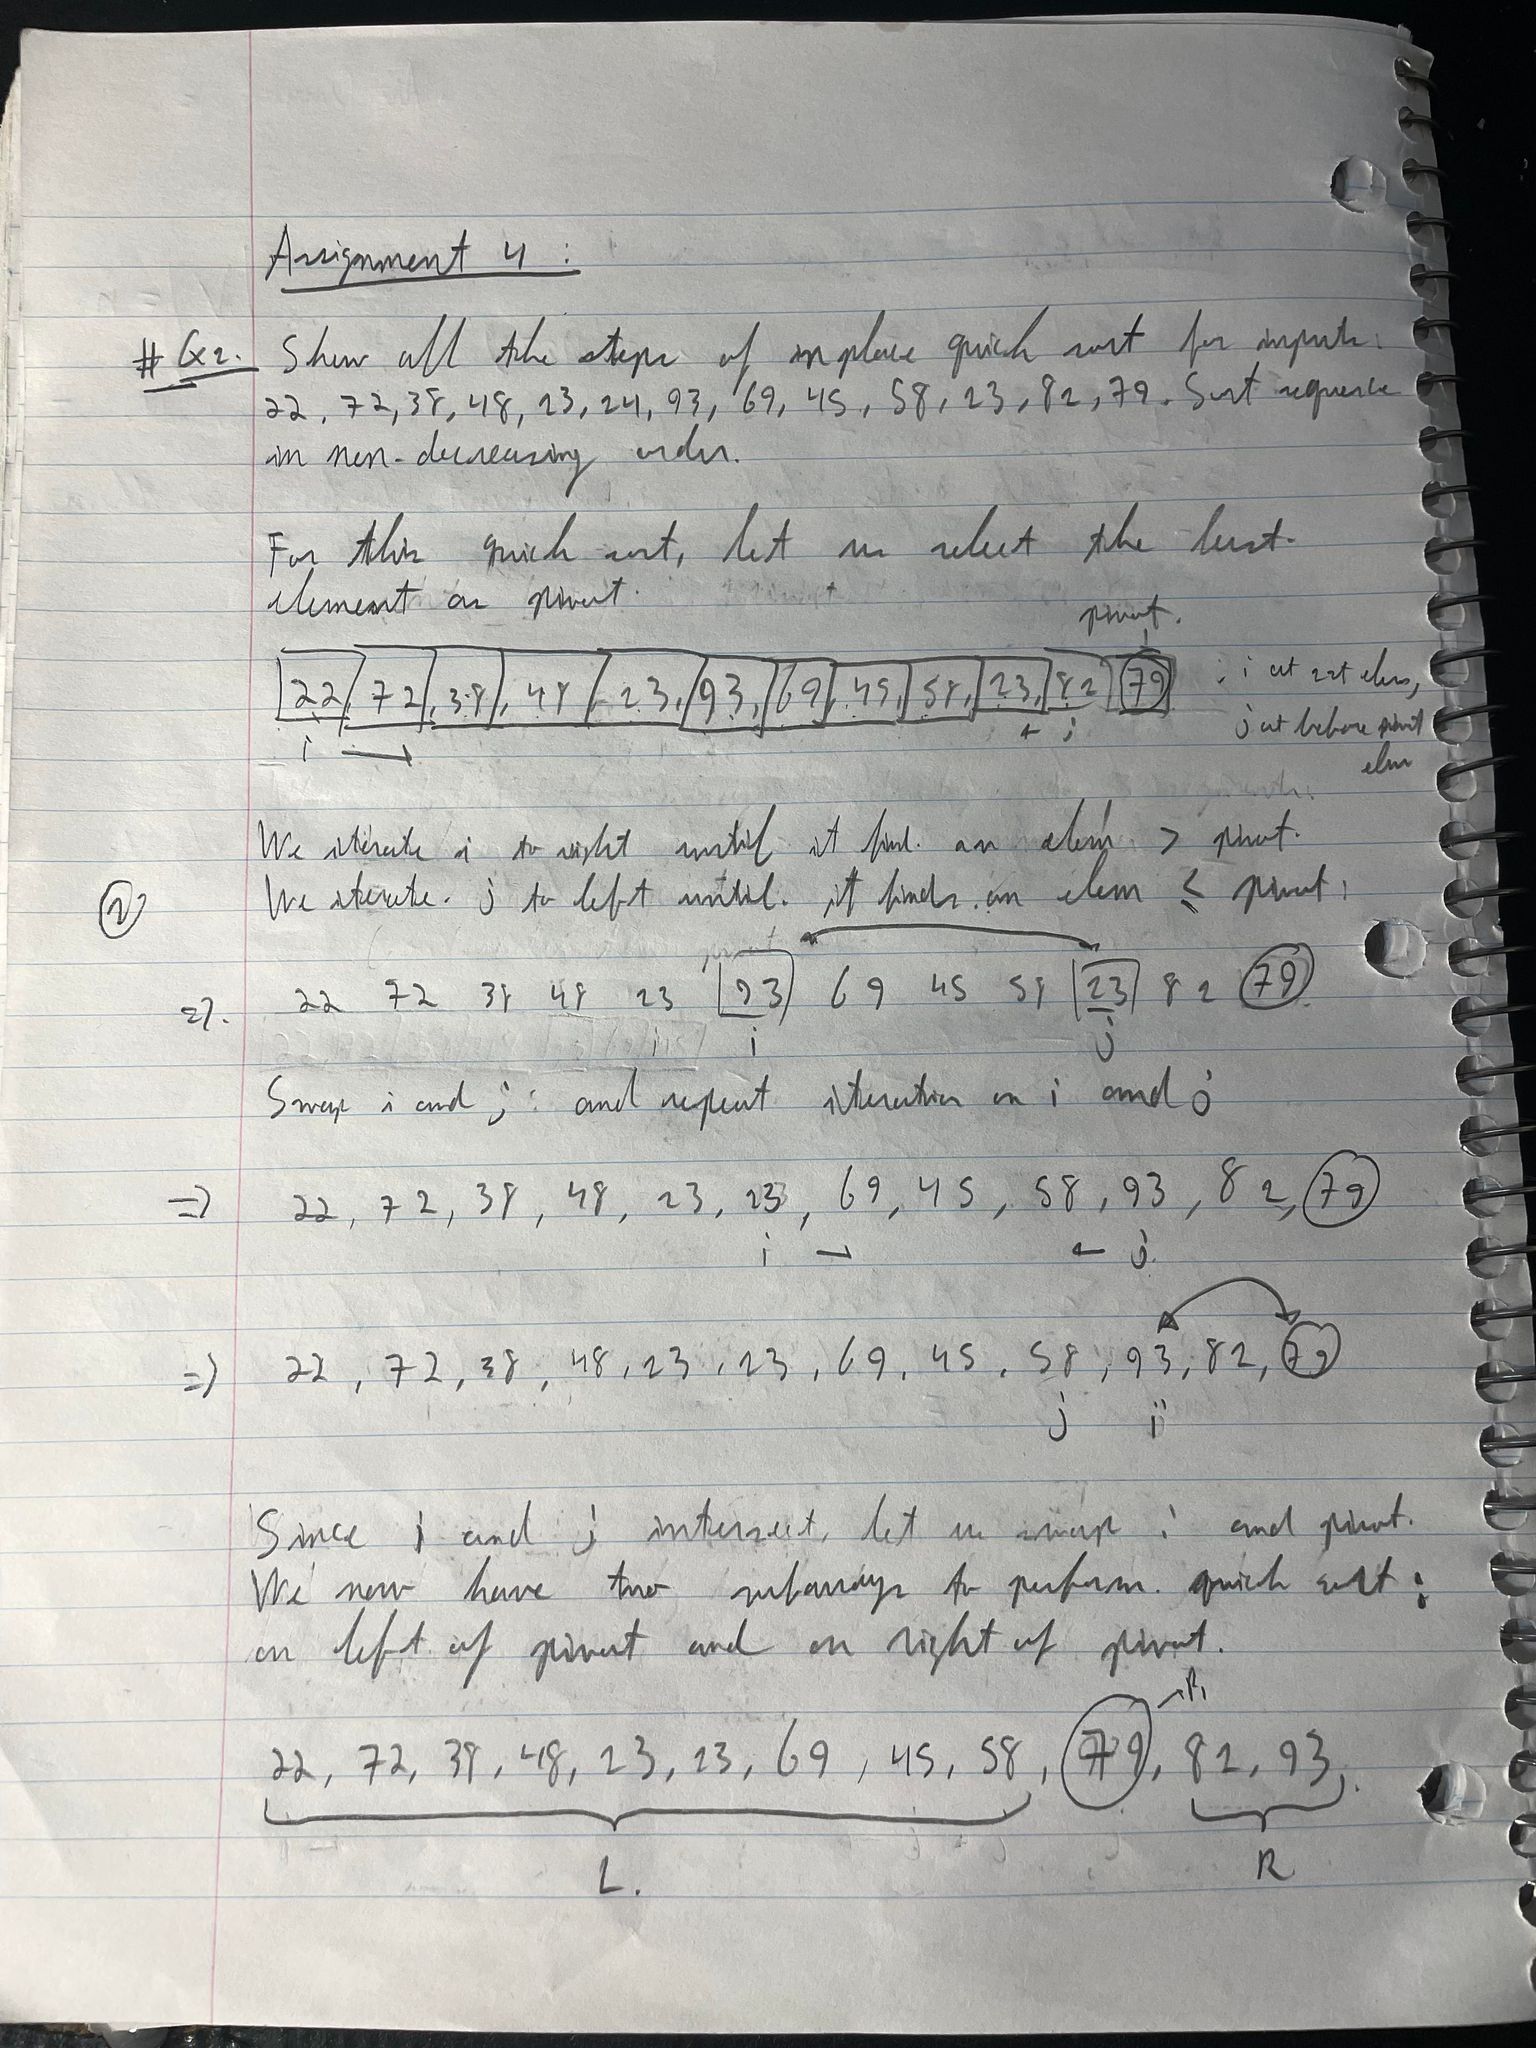 Assignment 4 :
# Q2. Show all the steps of in place quick sort for input:
22, 72, 38, 48, 23, 24, 93, 69, 45, 58, 23, 82, 79. Sort sequence
in non-decreasing order.
For this quick sort, let us select the last
element as pivot.
pivot.
22, 72, 38, 48, 23, 93, 69, 45, 58, 23, 82 79 : i at 1st elem,
i → ← j j at before pivot
elem
We iterate i to right until it find. an elem > pivot.
We iterate. j to left until. it finds. an elem ≤ pivot:
=>. 22 72 38 48 23 93 69 45 58 23 82 79
i j
Swap i and j: and repeat iteration on i and j
=> 22, 72, 38, 48, 23, 23, 69, 45, 58, 93, 82, 79
i → ← j
=> 22, 72, 38, 48, 23, 23, 69, 45, 58, 93, 82, 79
j i
Since i and j intersect, let us swap i and pivot.
We now have two subarrays to perform. quick sort:
on left of pivot and on right of pivot.
→ P1
22, 72, 38, 48, 23, 23, 69, 45, 58, 79, 82, 93.
L. R